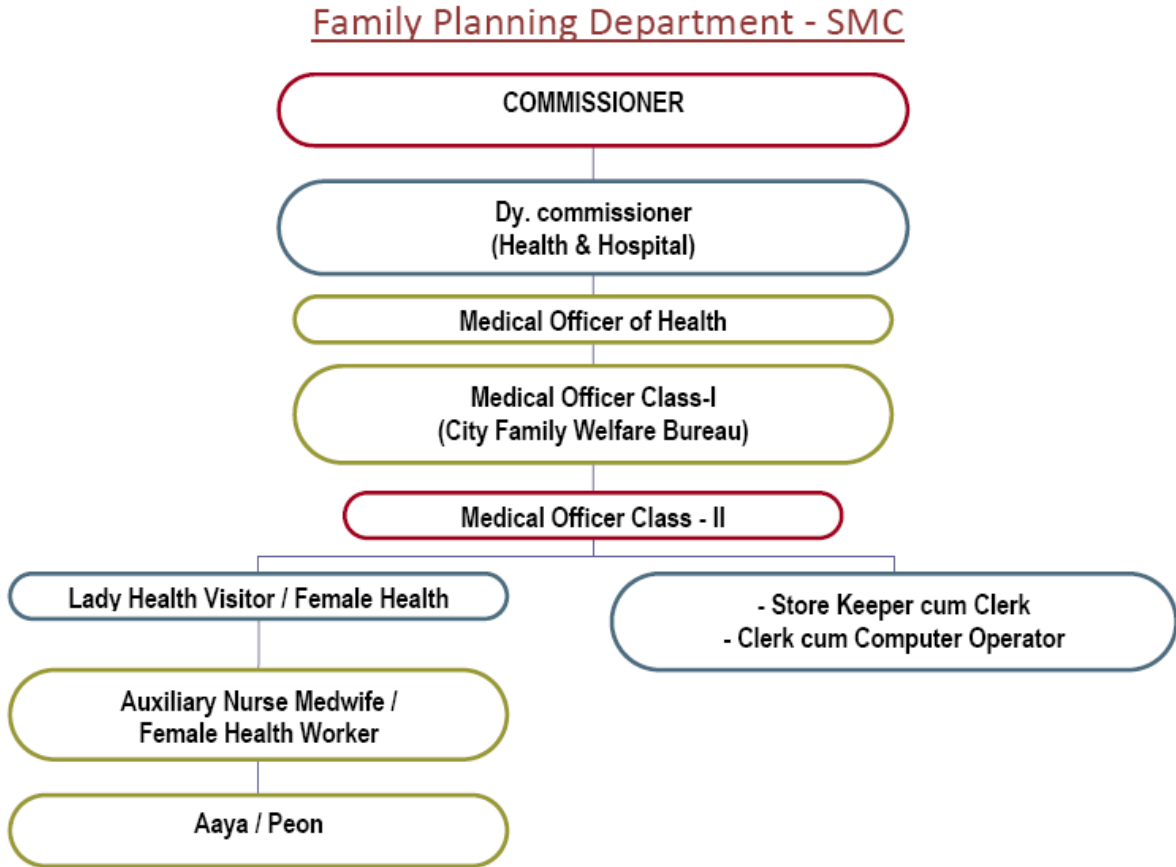 Family Planning Department - SMC
COMMISSIONER
Dy. commissioner
(Health & Hospital)
Medical Officer of Health
Medical Officer Class-I
(City Family Welfare Bureau)
Medical Officer Class - II
Lady Health Visitor / Female Health
- Store Keeper cum Clerk
- Clerk cum Computer Operator
Auxiliary Nurse Medwife /
Female Health Worker
Aaya / Peon